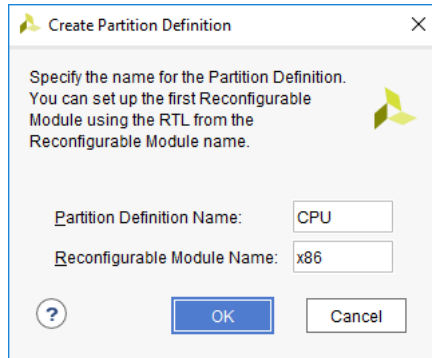 Create Partition Definition
Specify the name for the Partition Definition.
You can set up the first Reconfigurable
Module using the RTL from the
Reconfigurable Module name.
Partition Definition Name: CPU
Reconfigurable Module Name: x86
? OK Cancel